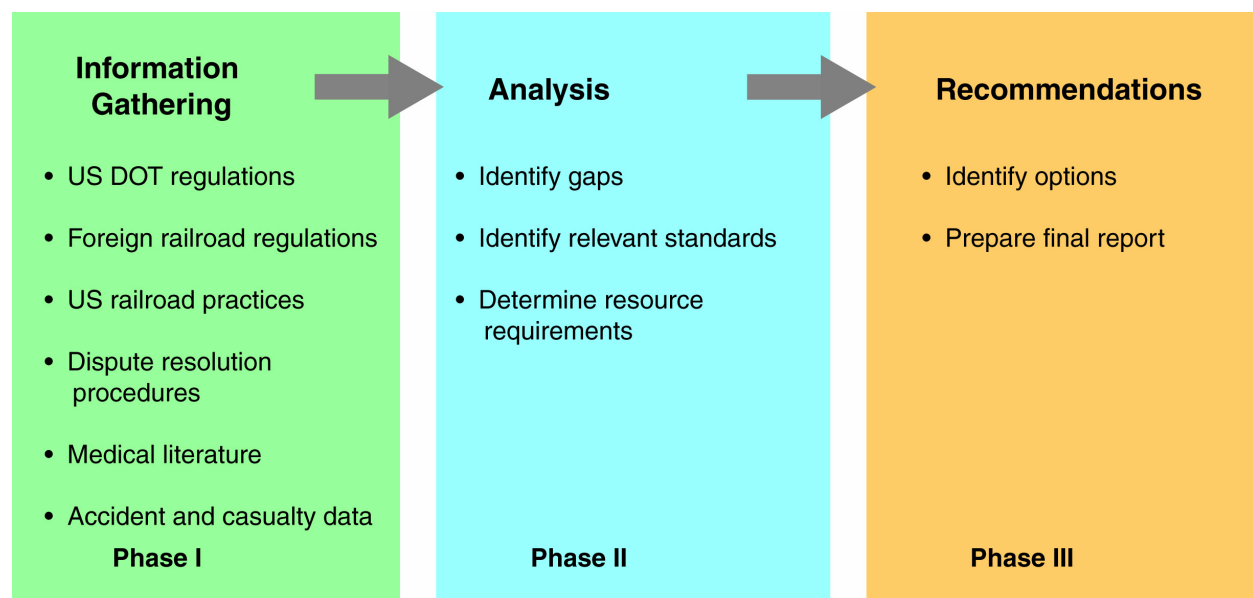 Information
Gathering
• US DOT regulations
• Foreign railroad regulations
• US railroad practices
• Dispute resolution
procedures
• Medical literature
• Accident and casualty data
Phase I
Analysis
• Identify gaps
• Identify relevant standards
• Determine resource
requirements
Phase II
Recommendations
• Identify options
• Prepare final report
Phase III